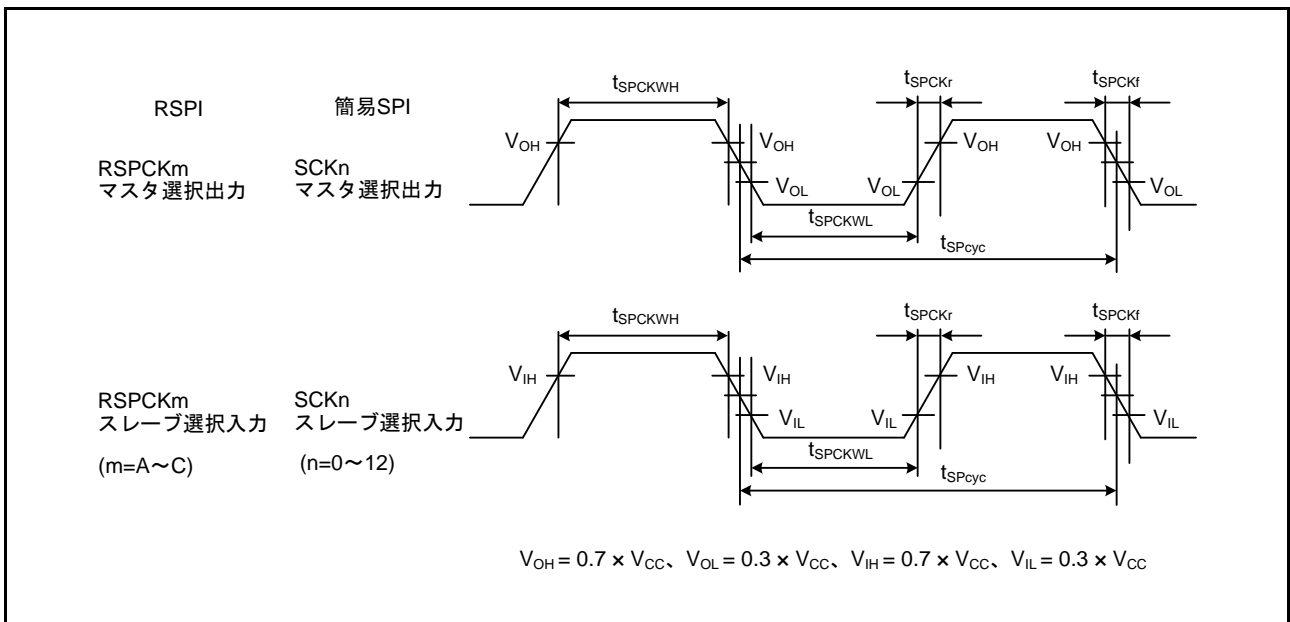 RSPI 簡易SPI
tSPCKWH tSPCKr tSPCKf
VOH VOH VOH VOH
RSPCKm SCKn
マスタ選択出力 マスタ選択出力
VOL VOL VOL
tSPCKWL
tSPcyc
tSPCKWH tSPCKr tSPCKf
VIH VIH VIH VIH
RSPCKm SCKn
スレーブ選択入力 スレーブ選択入力
VIL VIL VIL
tSPCKWL
(m=A～C) (n=0～12)
tSPcyc
VOH = 0.7 × VCC、VOL = 0.3 × VCC、VIH = 0.7 × VCC、VIL = 0.3 × VCC